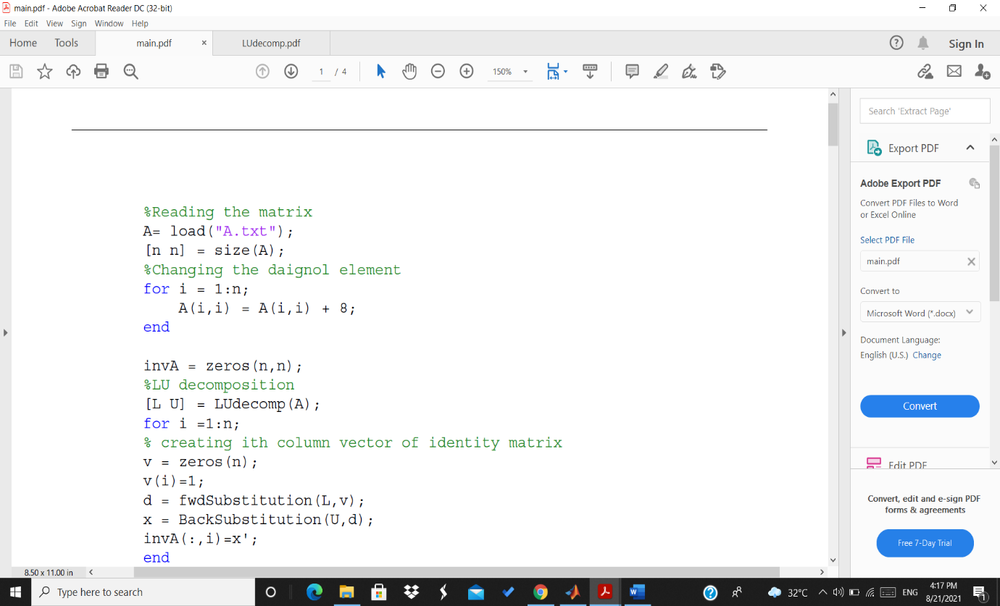 main.pdf - Adobe Acrobat Reader DC (32-bit)
File Edit View Sign Window Help
Home Tools main.pdf × LUdecomp.pdf Sign In
1 / 4 150%
Search 'Extract Page'
Export PDF
Adobe Export PDF
Convert PDF Files to Word
or Excel Online
Select PDF File
main.pdf
Convert to
Microsoft Word (*.docx)
Document Language:
English (U.S.) Change
Convert
Edit PDF
Convert, edit and e-sign PDF
forms & agreements
Free 7-Day Trial
%Reading the matrix
A= load("A.txt");
[n n] = size(A);
%Changing the daignol element
for i = 1:n;
    A(i,i) = A(i,i) + 8;
end
invA = zeros(n,n);
%LU decomposition
[L U] = LUdecomp(A);
for i =1:n;
% creating ith column vector of identity matrix
v = zeros(n);
v(i)=1;
d = fwdSubstitution(L,v);
x = BackSubstitution(U,d);
invA(:,i)=x';
end
8.50 x 11.00 in
Type here to search
32°C ENG
4:17 PM
8/21/2021
1